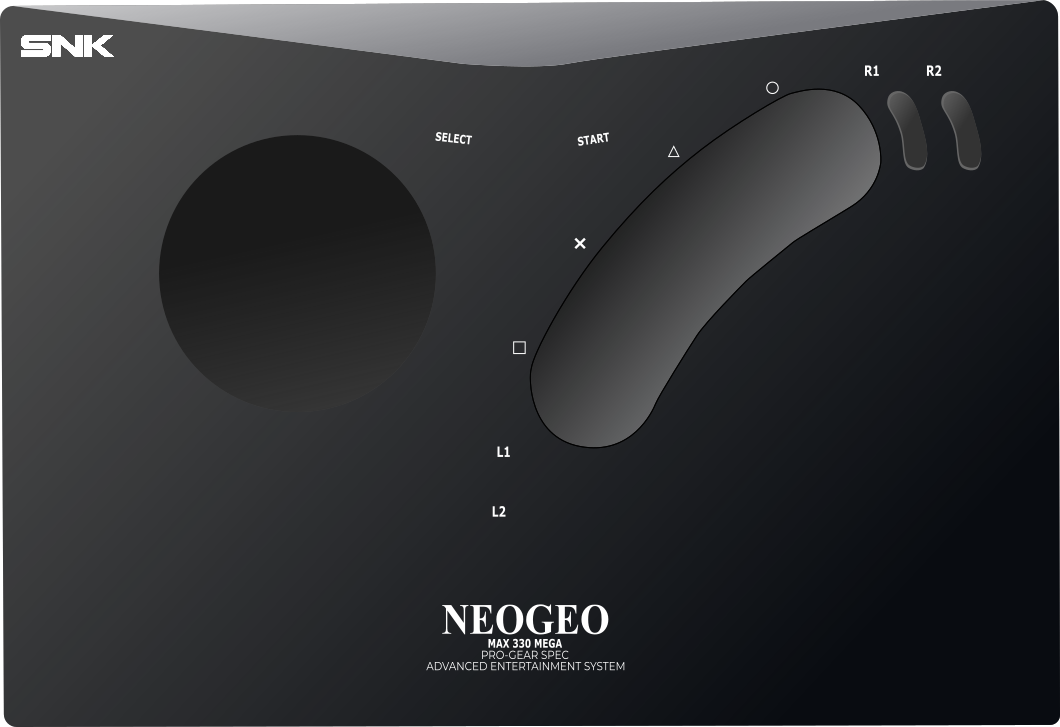 SNK
R1
R2
SELECT
START
L1
L2
NEOGEO
MAX 330 MEGA
PRO-GEAR SPEC
ADVANCED ENTERTAINMENT SYSTEM